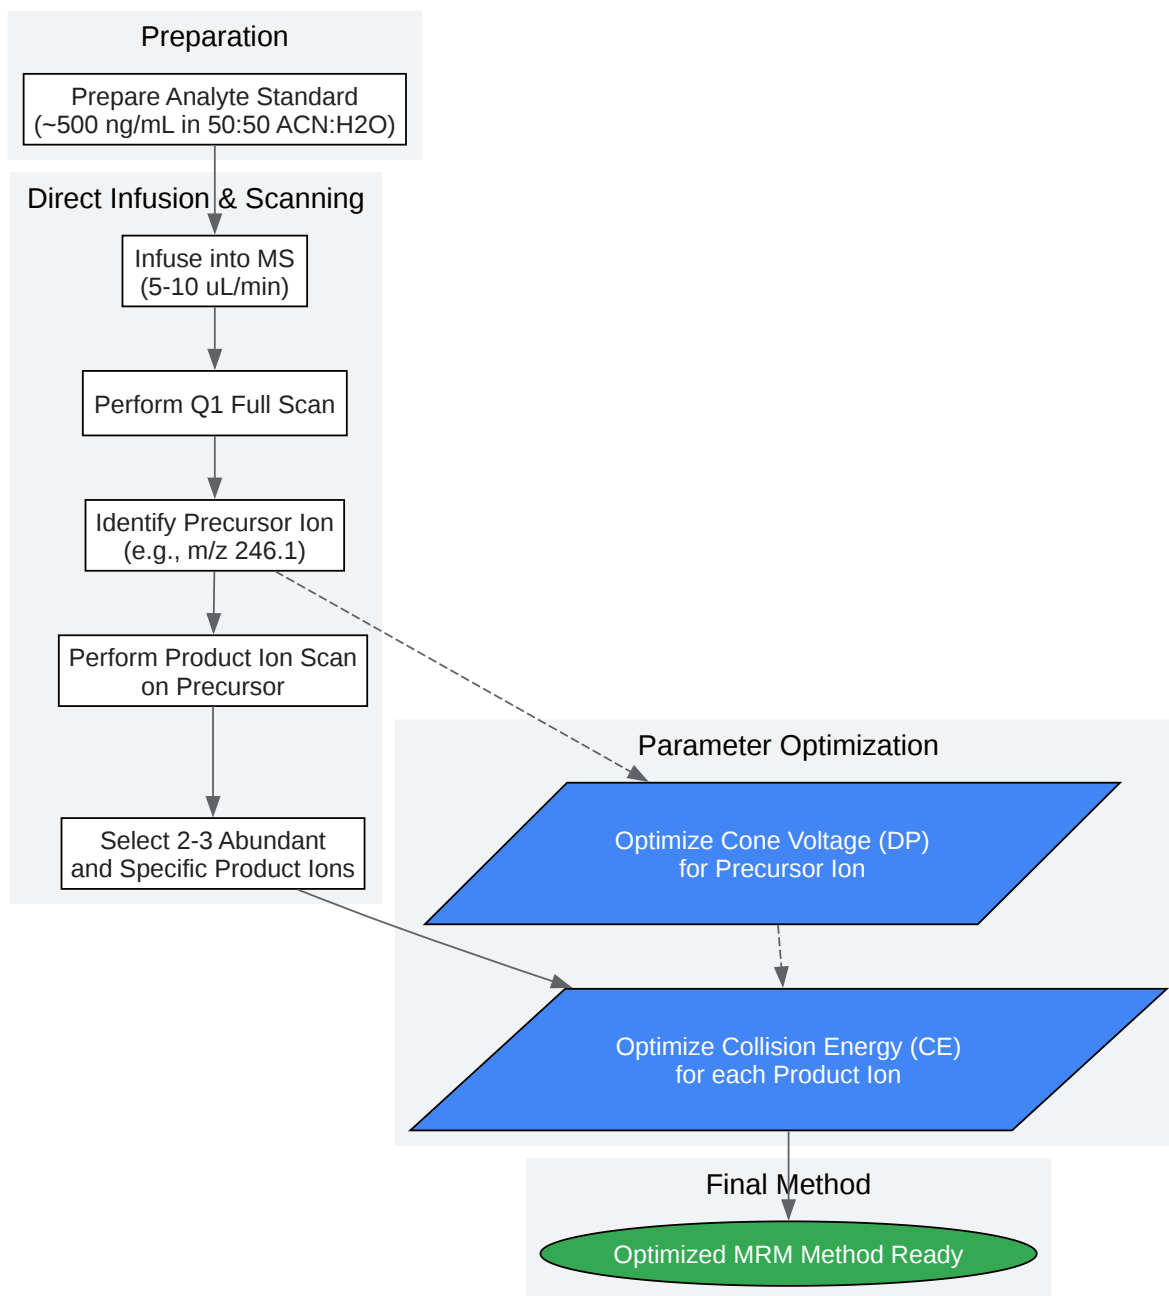 Preparation
Prepare Analyte Standard
(~500 ng/mL in 50:50 ACN:H2O)
Direct Infusion & Scanning
Infuse into MS
(5-10 uL/min)
Perform Q1 Full Scan
Identify Precursor Ion
(e.g., m/z 246.1)
Perform Product Ion Scan
on Precursor
Select 2-3 Abundant
and Specific Product Ions
Parameter Optimization
Optimize Cone Voltage (DP)
for Precursor Ion
Optimize Collision Energy (CE)
for each Product Ion
Final Method
Optimized MRM Method Ready